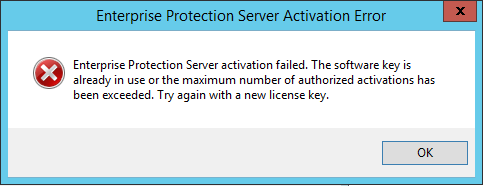 Enterprise Protection Server Activation Error
x
Enterprise Protection Server activation failed. The software key is
already in use or the maximum number of authorized activations has
been exceeded. Try again with a new license key.
OK